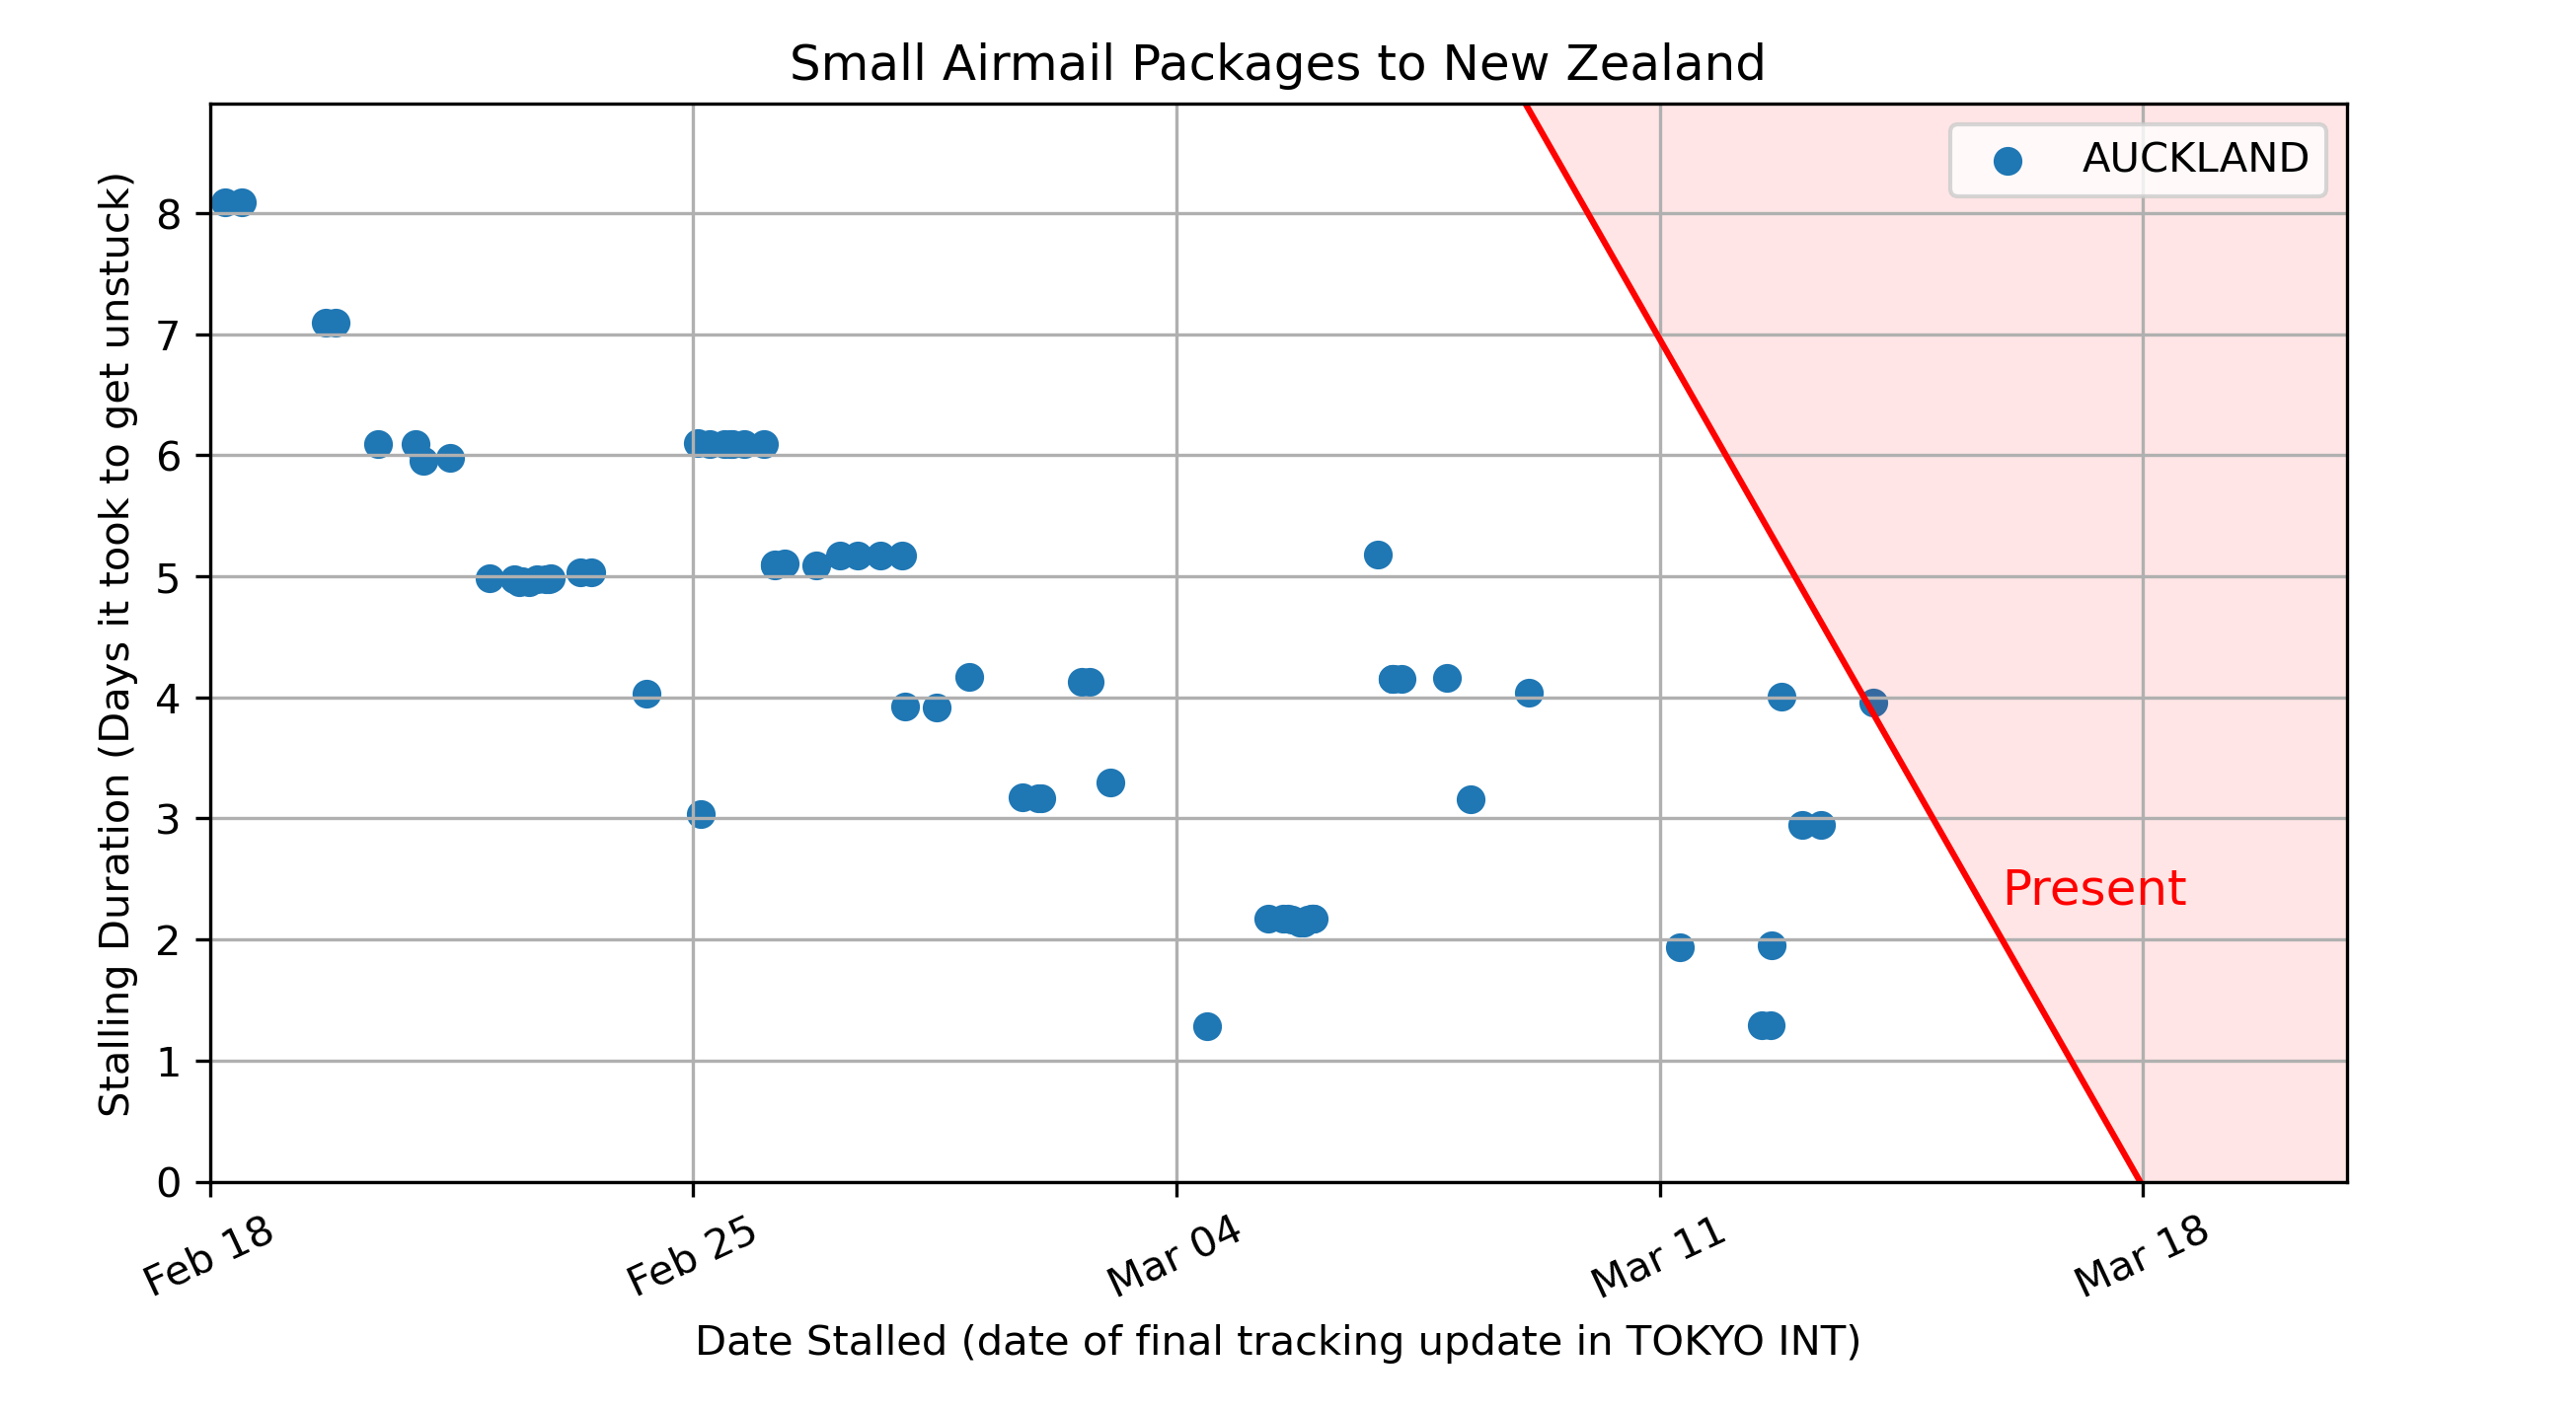 Small Airmail Packages to New Zealand
AUCKLAND
Stalling Duration (Days it took to get unstuck)
8
7
6
5
4
3
2
1
0
Present
Feb 18
Feb 25
Mar 04
Mar 11
Mar 18
Date Stalled (date of final tracking update in TOKYO INT)